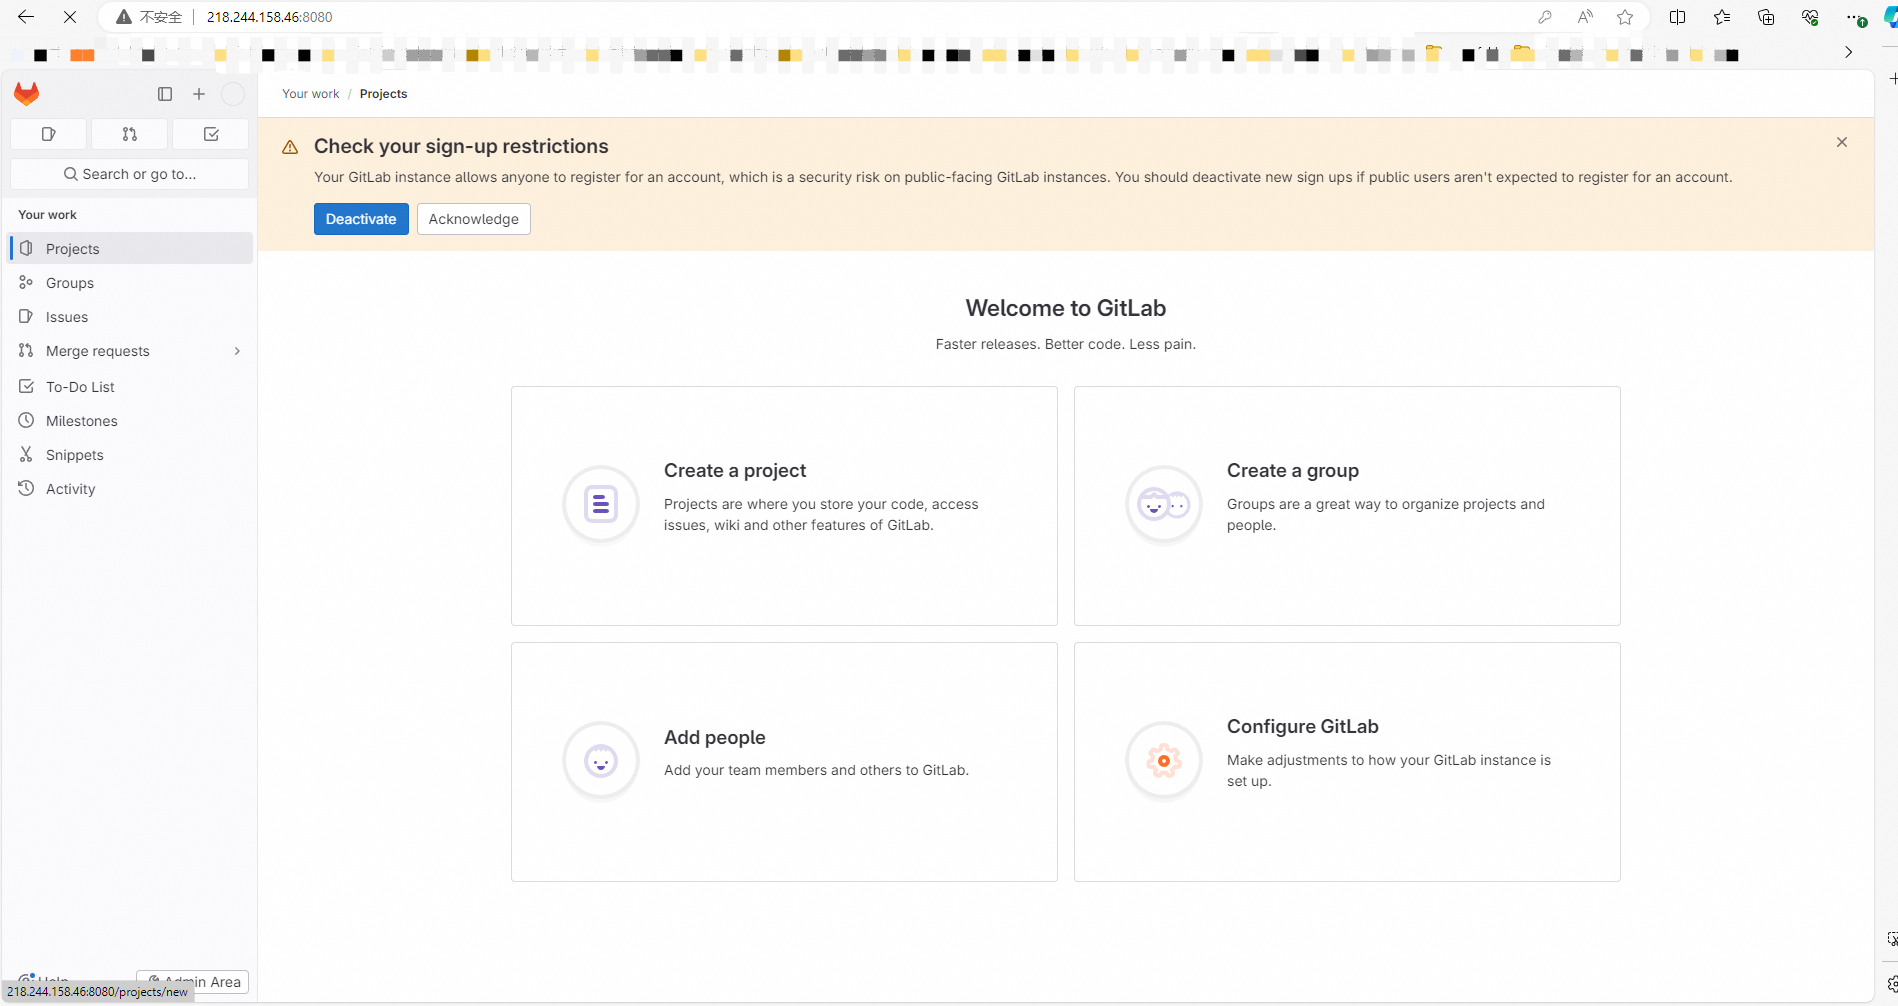 不安全
218.244.158.46:8080
Your work / Projects
Check your sign-up restrictions
Your GitLab instance allows anyone to register for an account, which is a security risk on public-facing GitLab instances. You should deactivate new sign ups if public users aren't expected to register for an account.
Deactivate
Acknowledge
Search or go to...
Your work
Projects
Groups
Issues
Merge requests
To-Do List
Milestones
Snippets
Activity
Welcome to GitLab
Faster releases. Better code. Less pain.
Create a project
Projects are where you store your code, access
issues, wiki and other features of GitLab.
Create a group
Groups are a great way to organize projects and
people.
Add people
Add your team members and others to GitLab.
Configure GitLab
Make adjustments to how your GitLab instance is
set up.
Help
Admin Area
218.244.158.46:8080/projects/new